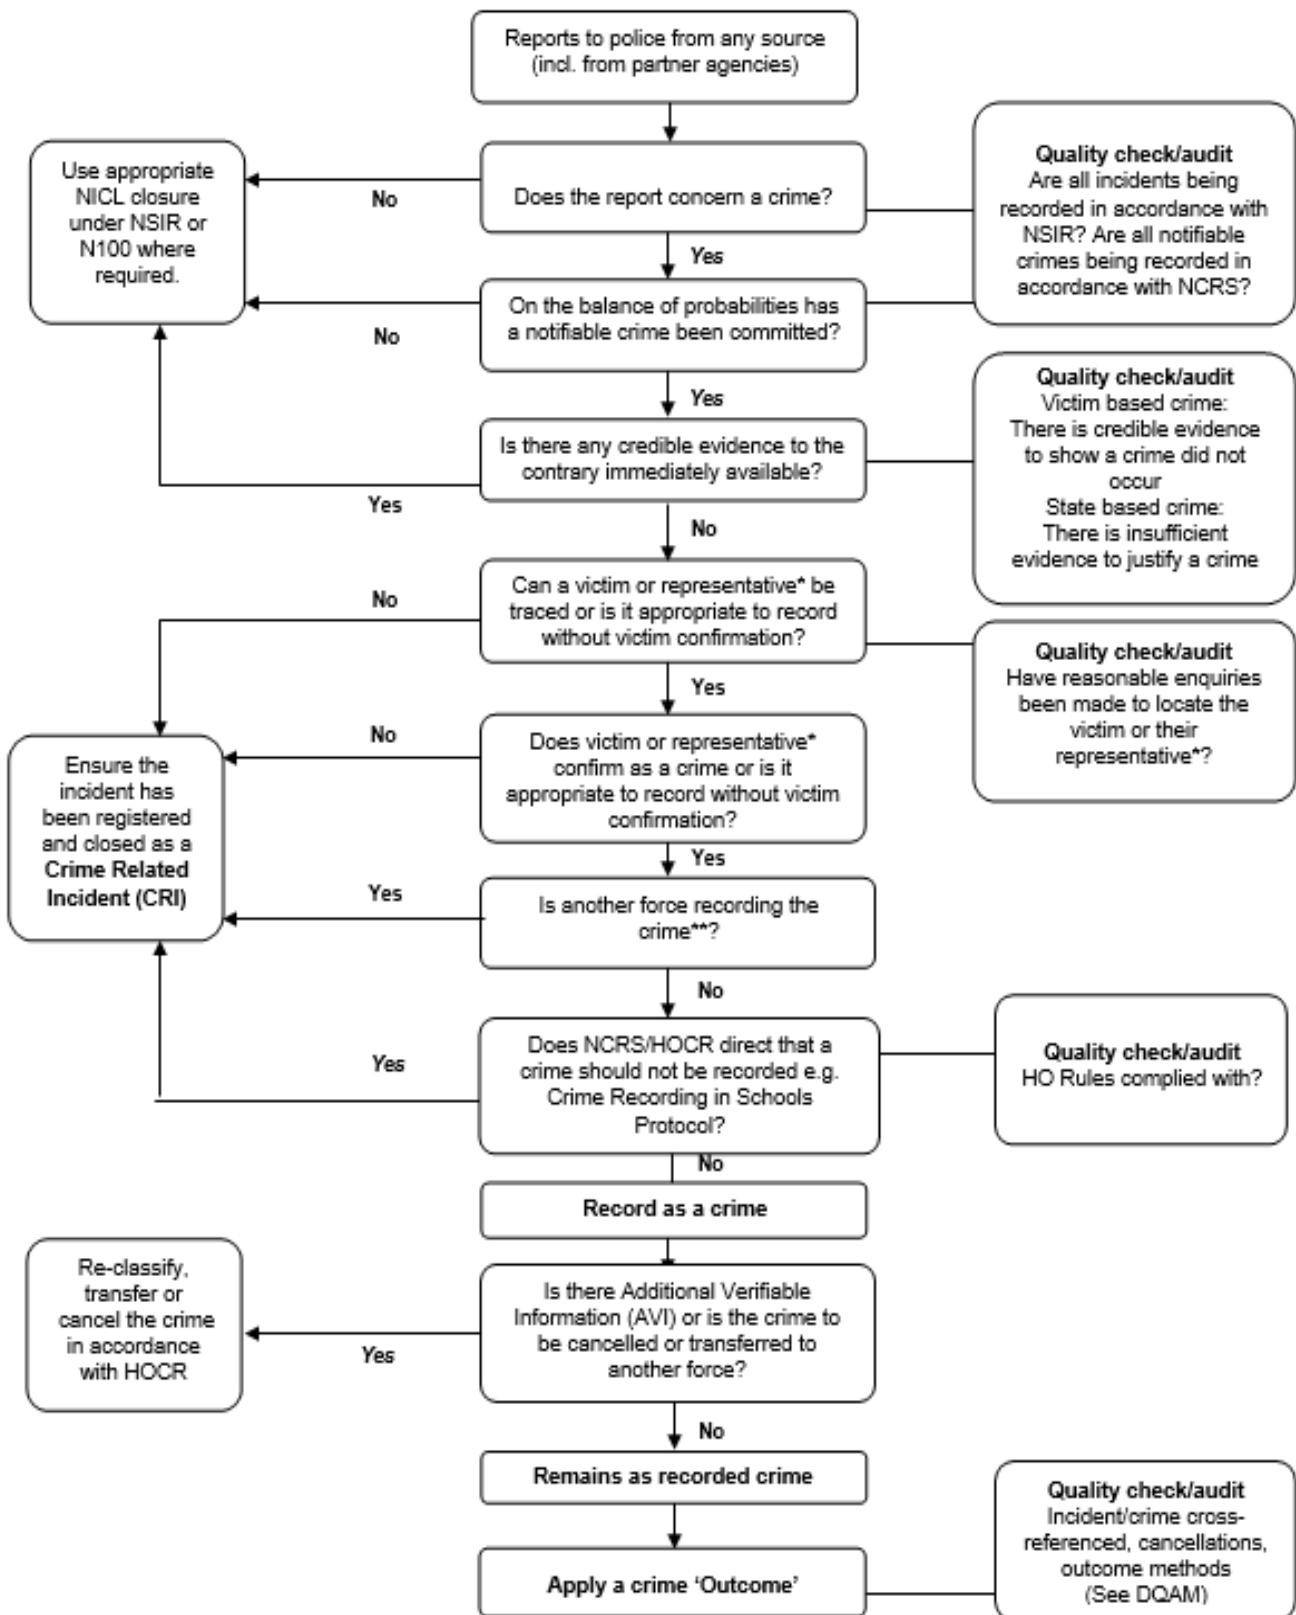 Reports to police from any source
(incl. from partner agencies)
Does the report concern a crime?
No
Yes
Use appropriate
NICL closure
under NSIR or
N100 where
required.
Quality check/audit
Are all incidents being
recorded in accordance with
NSIR? Are all notifiable
crimes being recorded in
accordance with NCRS?
On the balance of probabilities has
a notifiable crime been committed?
No
Yes
Is there any credible evidence to the
contrary immediately available?
Yes
No
Quality check/audit
Victim based crime:
There is credible evidence
to show a crime did not
occur
State based crime:
There is insufficient
evidence to justify a crime
Can a victim or representative* be
traced or is it appropriate to record
without victim confirmation?
No
Yes
Quality check/audit
Have reasonable enquiries
been made to locate the
victim or their
representative*?
Does victim or representative*
confirm as a crime or is it
appropriate to record without victim
confirmation?
No
Yes
Ensure the
incident has
been registered
and closed as a
Crime Related
Incident (CRI)
Is another force recording the
crime**?
Yes
No
Does NCRS/HOCR direct that a
crime should not be recorded e.g.
Crime Recording in Schools
Protocol?
Yes
No
Quality check/audit
HO Rules complied with?
Record as a crime
Is there Additional Verifiable
Information (AVI) or is the crime to
be cancelled or transferred to
another force?
Yes
No
Re-classify,
transfer or
cancel the crime
in accordance
with HOCR
Remains as recorded crime
Apply a crime ‘Outcome’
Quality check/audit
Incident/crime cross-
referenced, cancellations,
outcome methods
(See DQAM)